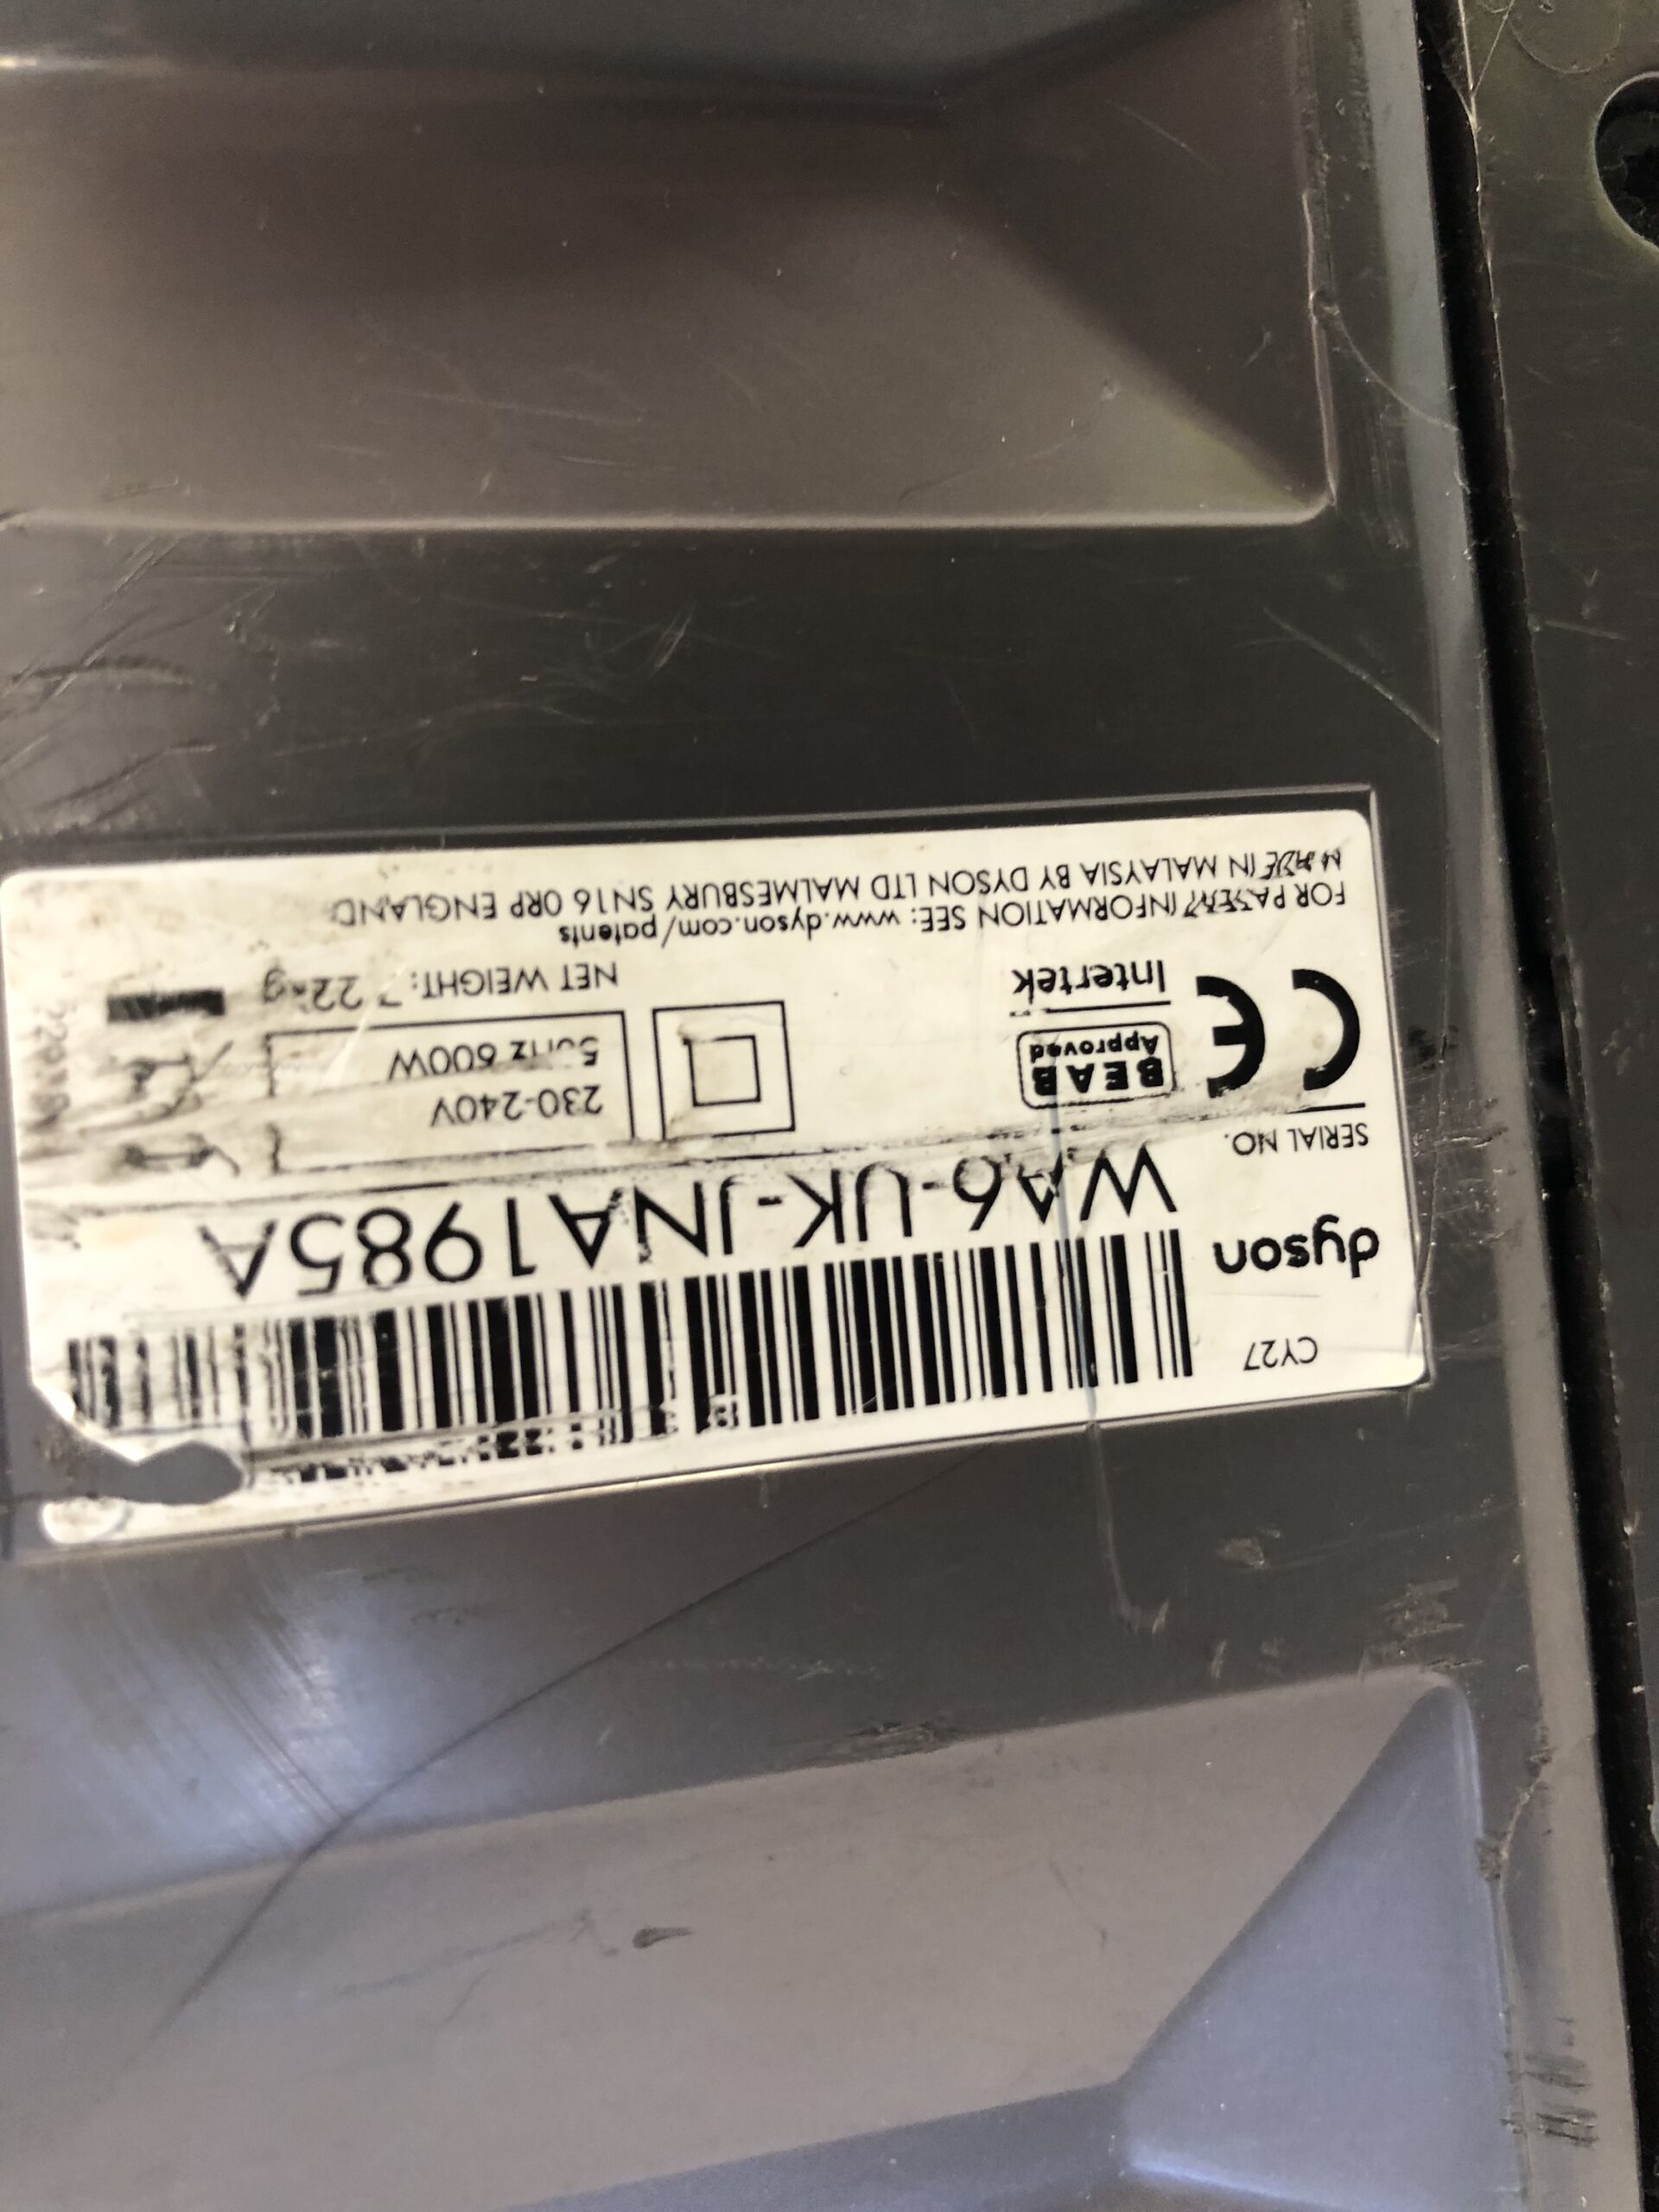 CY27
dyson
SERIAL NO.
WA6-UK-JNA1985A
BEAB
Approved
Intertek
230-240V
50Hz 600W
NET WEIGHT:
FOR PATENT INFORMATION SEE: www.dyson.com/patents
MADE IN MALAYSIA BY DYSON LTD MALMESBURY SN16 0RP ENGLAND